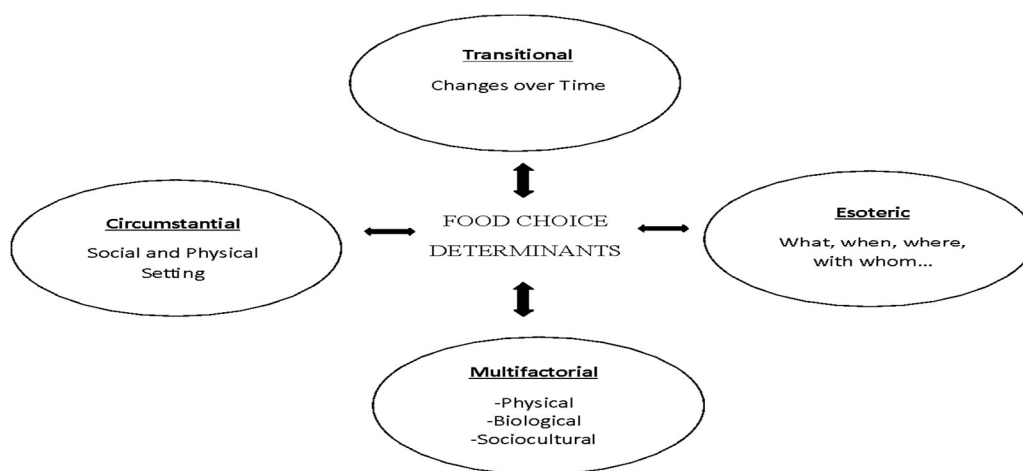 Transitional
Changes over Time
Circumstantial
Social and Physical
Setting
FOOD CHOICE
DETERMINANTS
Esoteric
What, when, where,
with whom...
Multifactorial
-Physical
-Biological
-Sociocultural